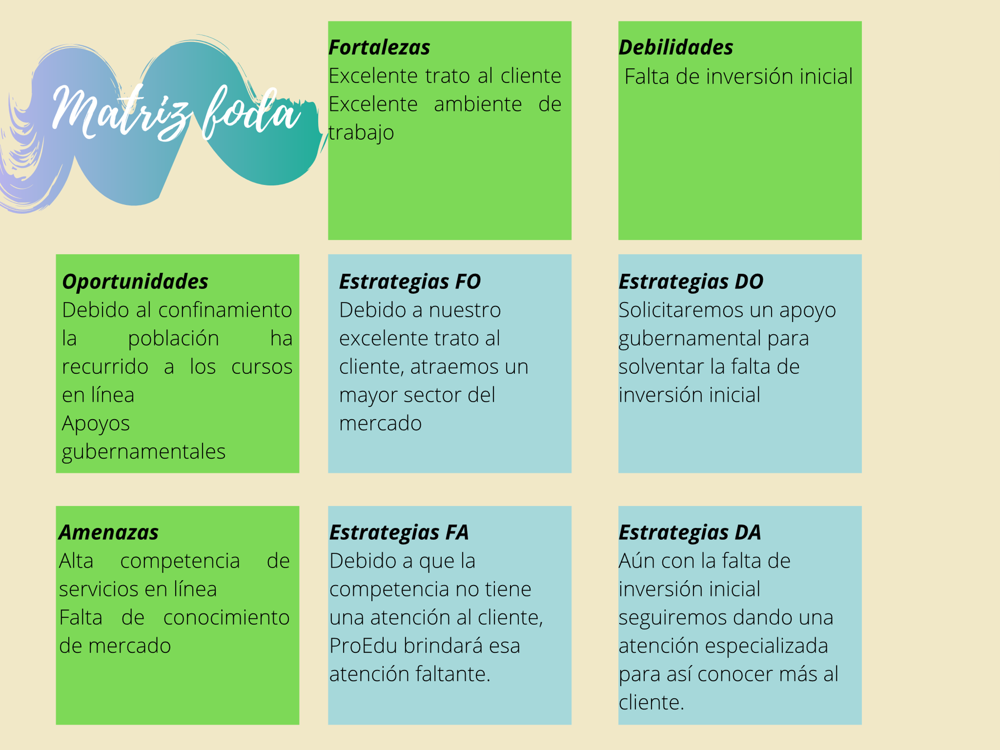 Matriz foda
Fortalezas
Excelente trato al cliente
Excelente ambiente de
trabajo
Debilidades
Falta de inversión inicial
Oportunidades
Debido al confinamiento
la población ha
recurrido a los cursos
en línea
Apoyos
gubernamentales
Estrategias FO
Debido a nuestro
excelente trato al
cliente, atraemos un
mayor sector del
mercado
Estrategias DO
Solicitaremos un apoyo
gubernamental para
solventar la falta de
inversión inicial
Amenazas
Alta competencia de
servicios en línea
Falta de conocimiento
de mercado
Estrategias FA
Debido a que la
competencia no tiene
una atención al cliente,
ProEdu brindará esa
atención faltante.
Estrategias DA
Aún con la falta de
inversión inicial
seguiremos dando una
atención especializada
para así conocer más al
cliente.